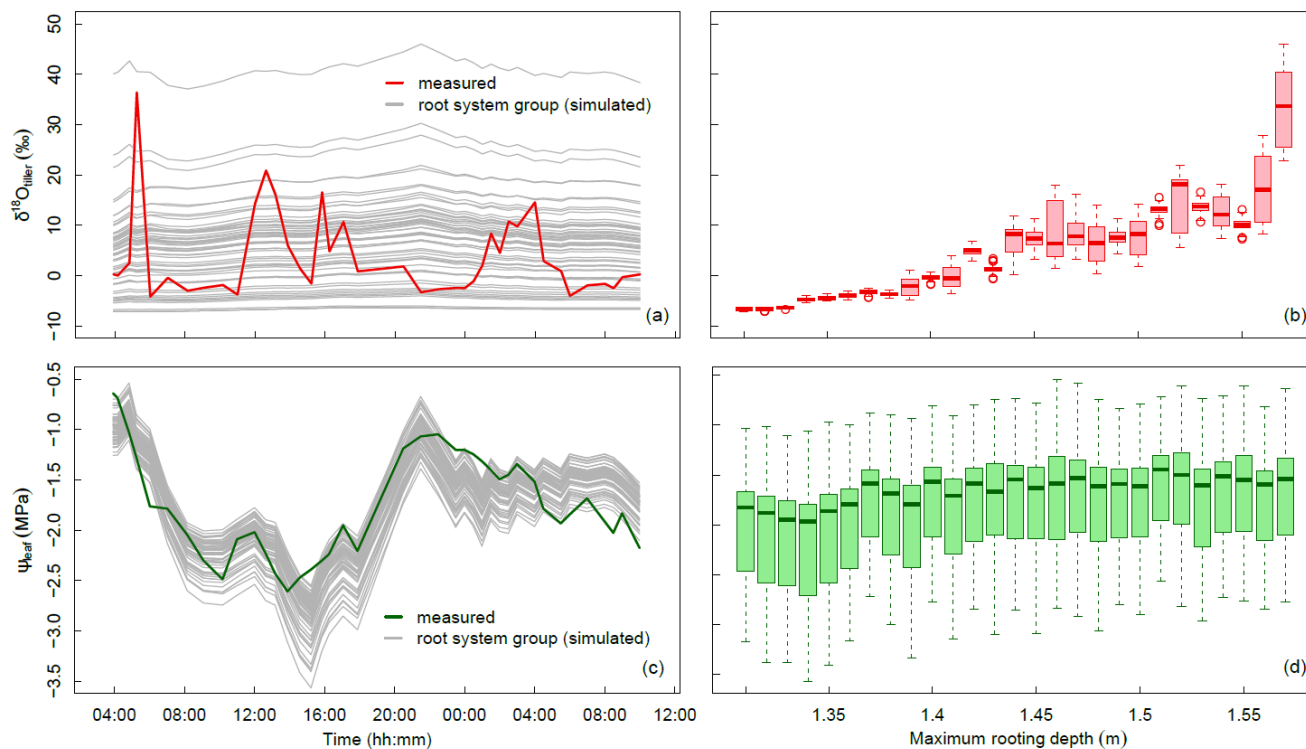 50
40
30
20
10
0
−10
δ18Otiller (‰)
measured
root system group (simulated)
(a)
(b)
−0.5
−1.0
−1.5
−2.0
−2.5
−3.0
−3.5
Ψleaf (MPa)
measured
root system group (simulated)
(c)
(d)
04:00 08:00 12:00 16:00 20:00 00:00 04:00 08:00 12:00
Time (hh:mm)
1.35 1.4 1.45 1.5 1.55
Maximum rooting depth (m)